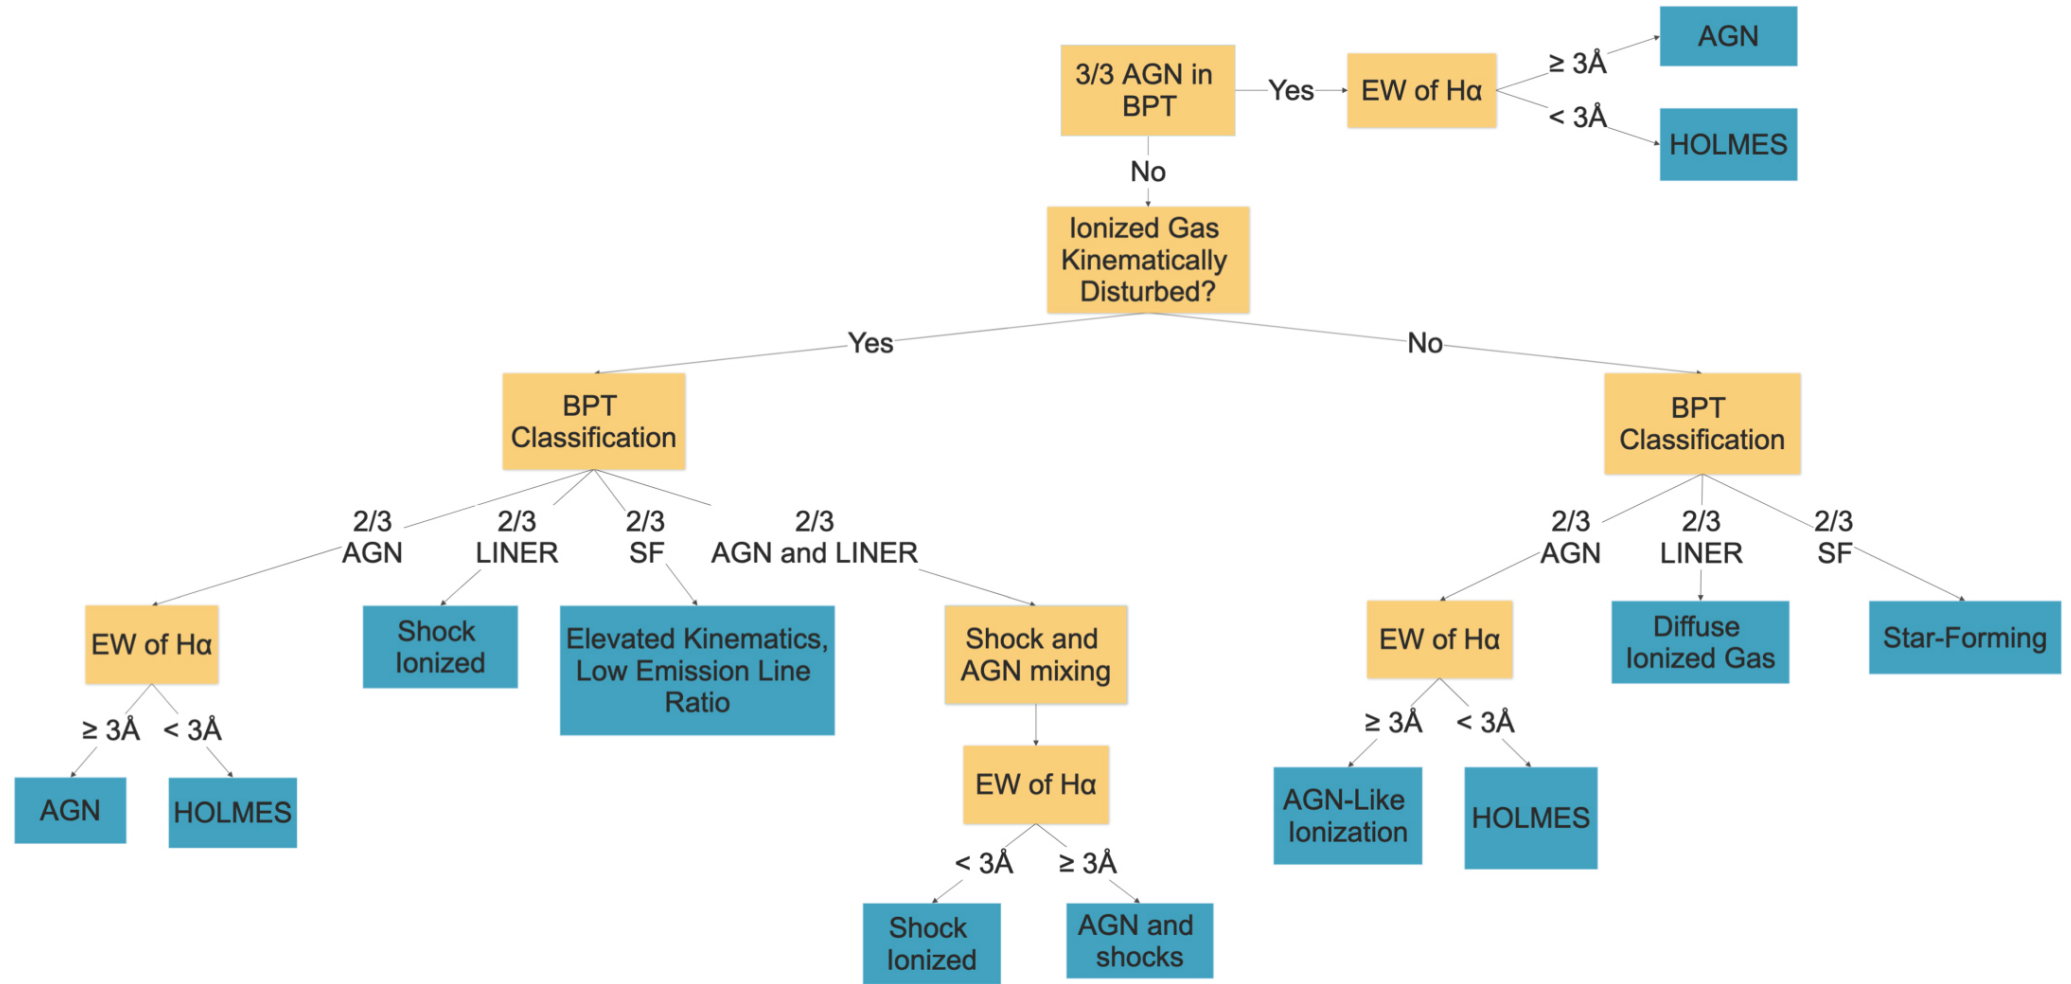 3/3 AGN in
BPT
Yes
EW of Hα
≥ 3Å
AGN
< 3Å
HOLMES
No
Ionized Gas
Kinematically
Disturbed?
Yes
No
BPT
Classification
2/3
AGN
2/3
LINER
2/3
SF
2/3
AGN and LINER
EW of Hα
≥ 3Å
< 3Å
AGN
HOLMES
Shock
Ionized
Elevated Kinematics,
Low Emission Line
Ratio
Shock and
AGN mixing
EW of Hα
< 3Å
≥ 3Å
Shock
Ionized
AGN and
shocks
BPT
Classification
2/3
AGN
2/3
LINER
2/3
SF
EW of Hα
≥ 3Å
< 3Å
AGN-Like
Ionization
HOLMES
Diffuse
Ionized Gas
Star-Forming